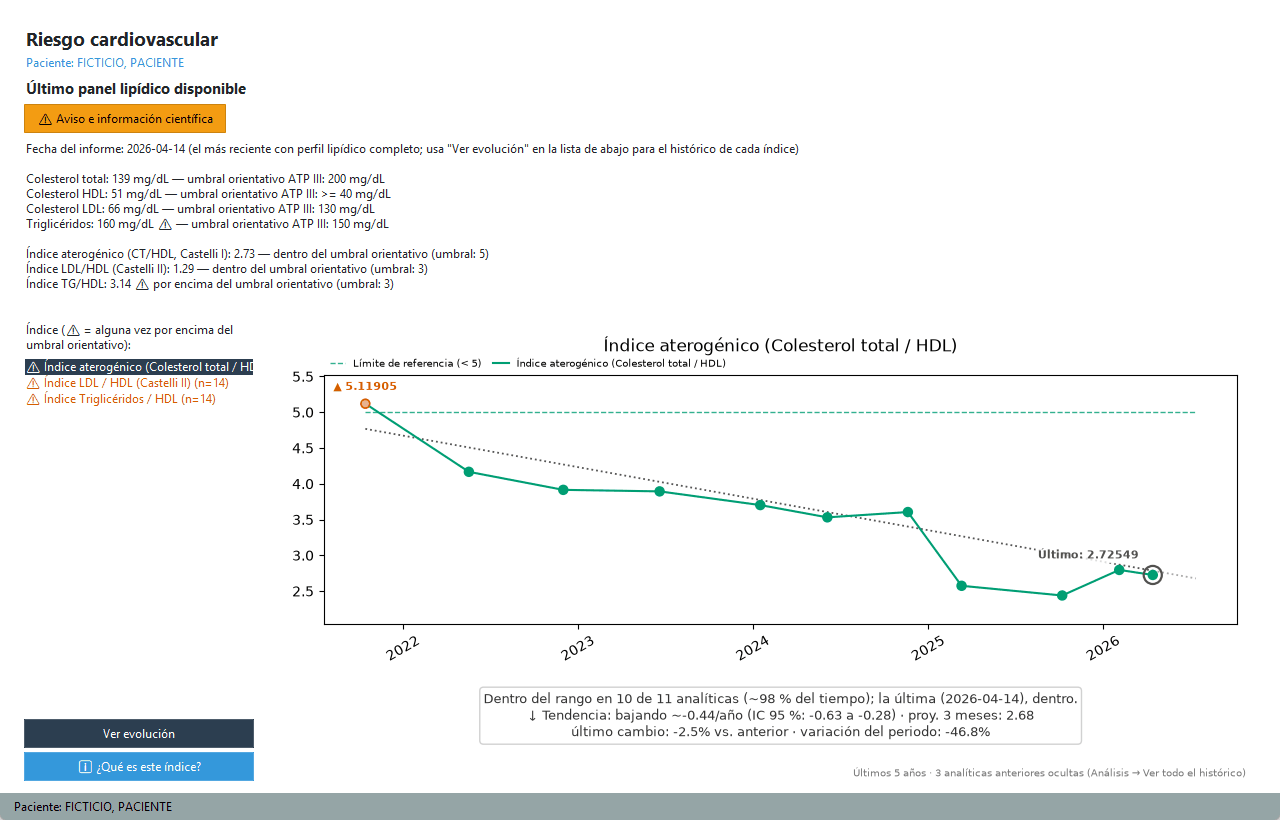 Riesgo cardiovascular
Paciente: FICTICIO, PACIENTE
Último panel lipídico disponible
⚠ Aviso e información científica
Fecha del informe: 2026-04-14 (el más reciente con perfil lipídico completo; usa "Ver evolución" en la lista de abajo para el histórico de cada índice)
Colesterol total: 139 mg/dL — umbral orientativo ATP III: 200 mg/dL
Colesterol HDL: 51 mg/dL — umbral orientativo ATP III: >= 40 mg/dL
Colesterol LDL: 66 mg/dL — umbral orientativo ATP III: 130 mg/dL
Triglicéridos: 160 mg/dL ⚠ — umbral orientativo ATP III: 150 mg/dL
Índice aterogénico (CT/HDL, Castelli I): 2.73 — dentro del umbral orientativo (umbral: 5)
Índice LDL/HDL (Castelli II): 1.29 — dentro del umbral orientativo (umbral: 3)
Índice TG/HDL: 3.14 ⚠ por encima del umbral orientativo (umbral: 3)
Índice (⚠ = alguna vez por encima del
umbral orientativo):
⚠ Índice aterogénico (Colesterol total / HD
⚠ Índice LDL / HDL (Castelli II) (n=14)
⚠ Índice Triglicéridos / HDL (n=14)
Ver evolución
ℹ ¿Qué es este índice?
Índice aterogénico (Colesterol total / HDL)
Límite de referencia (< 5)
Índice aterogénico (Colesterol total / HDL)
5.5
5.0
4.5
4.0
3.5
3.0
2.5
▲ 5.11905
Último: 2.72549
2022
2023
2024
2025
2026
Dentro del rango en 10 de 11 analíticas (~98 % del tiempo); la última (2026-04-14), dentro.
↓ Tendencia: bajando ~-0.44/año (IC 95 %: -0.63 a -0.28) · proy. 3 meses: 2.68
último cambio: -2.5% vs. anterior · variación del periodo: -46.8%
Últimos 5 años · 3 analíticas anteriores ocultas (Análisis → Ver todo el histórico)
Paciente: FICTICIO, PACIENTE